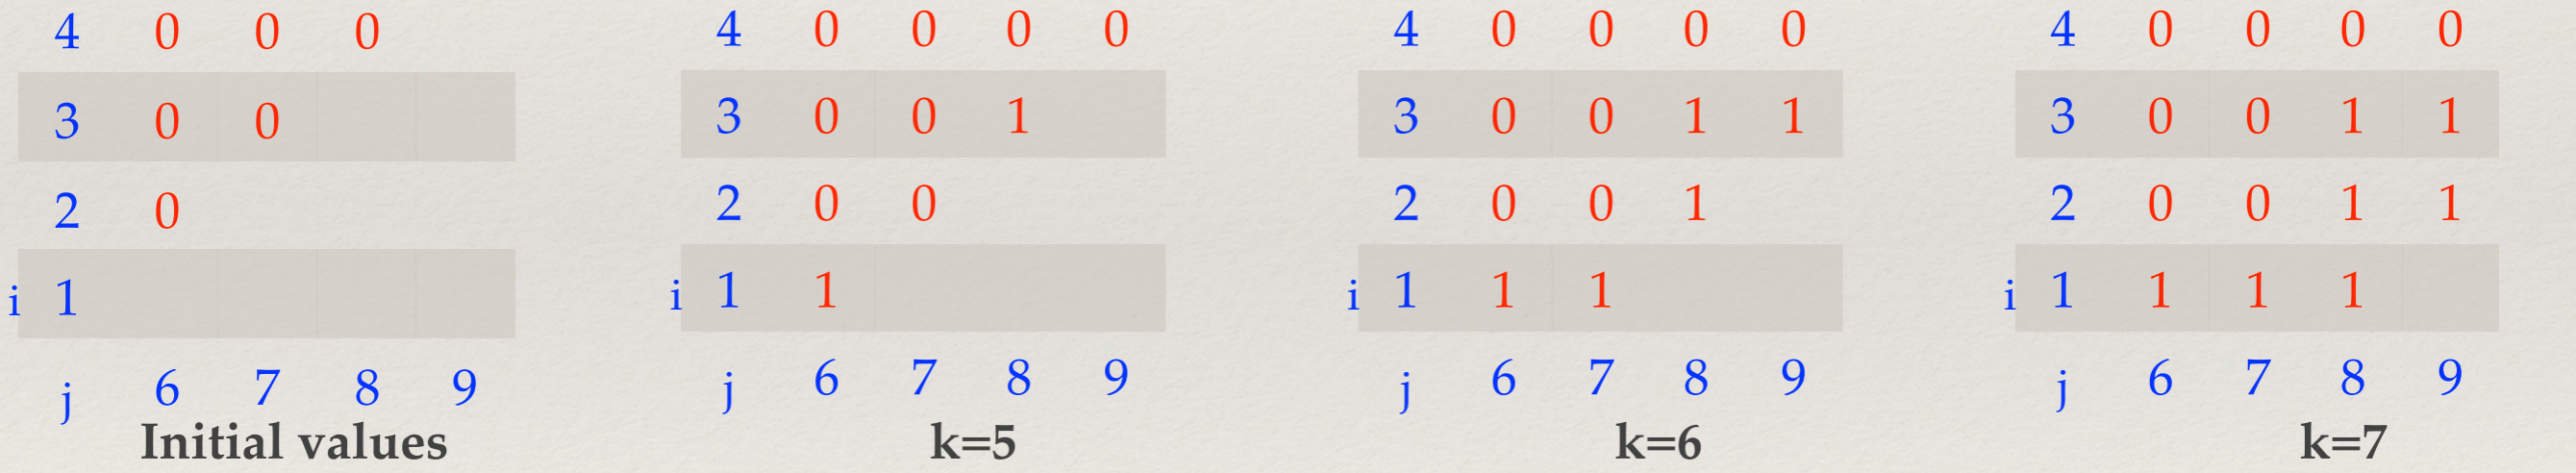 4 0 0 0
3 0 0
2 0
i 1
j 6 7 8 9
Initial values
4 0 0 0 0
3 0 0 1
2 0 0
i 1 1
j 6 7 8 9
k=5
4 0 0 0 0
3 0 0 1 1
2 0 0 1
i 1 1 1
j 6 7 8 9
k=6
4 0 0 0 0
3 0 0 1 1
2 0 0 1 1
i 1 1 1 1
j 6 7 8 9
k=7